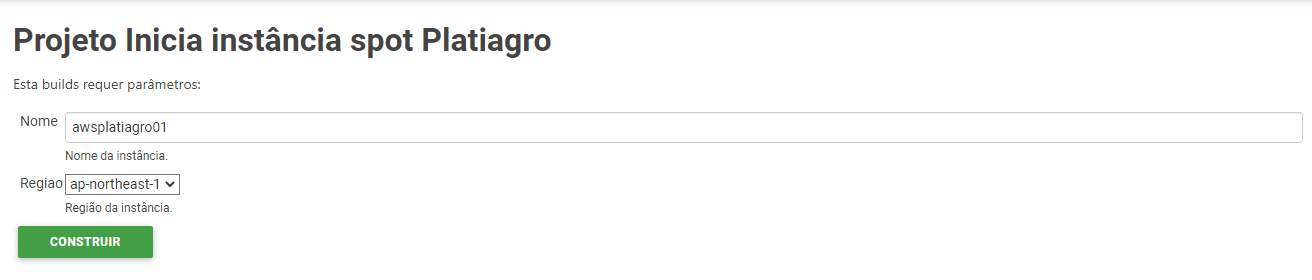 Projeto Inicia instância spot Platiagro
Esta builds requer parâmetros:
Nome awsplatiagro01
Nome da instância.
Regiao ap-northeast-1
Região da instância.
CONSTRUIR